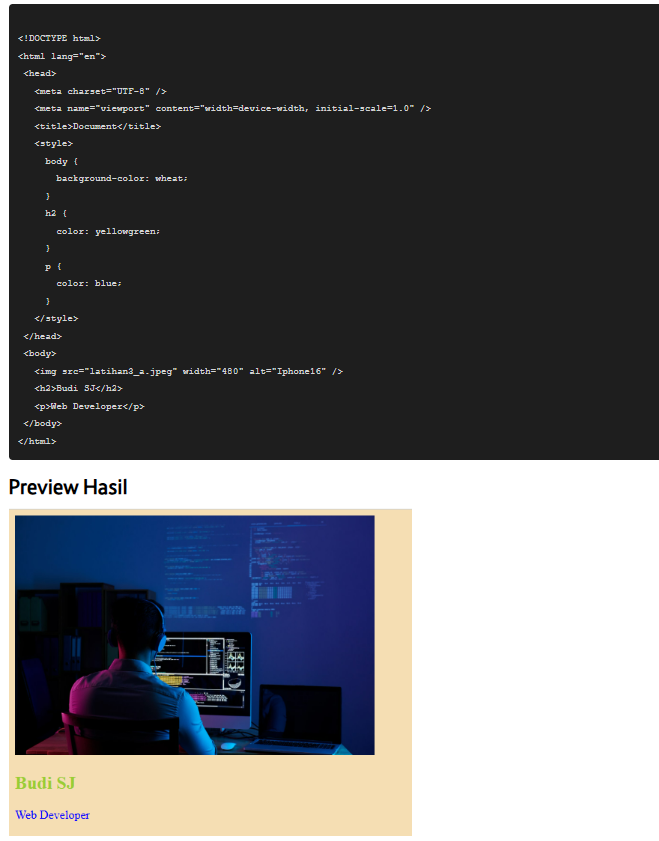 <!DOCTYPE html>
<html lang="en">
<head>
<meta charset="UTF-8" />
<meta name="viewport" content="width=device-width, initial-scale=1.0" />
<title>Document</title>
<style>
body {
background-color: wheat;
}
h2 {
color: yellowgreen;
}
p {
color: blue;
}
</style>
</head>
<body>
<img src="latihan3_a.jpeg" width="480" alt="Iphone16" />
<h2>Budi SJ</h2>
<p>Web Developer</p>
</body>
</html>
Preview Hasil
Budi SJ
Web Developer